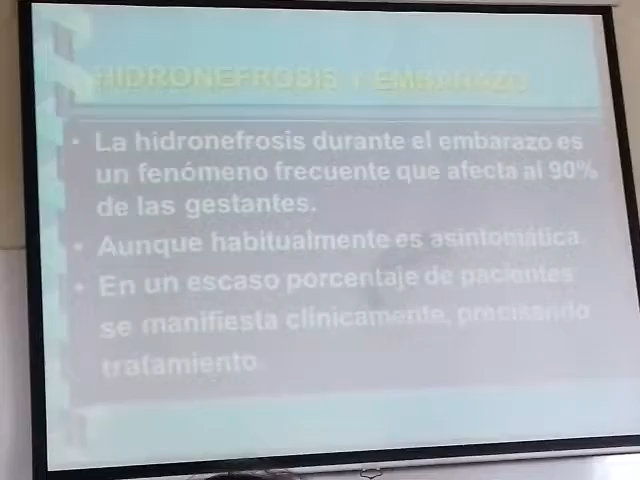 HIDRONEFROSIS Y EMBARAZO
• La hidronefrosis durante el embarazo es
un fenómeno frecuente que afecta al 90%
de las gestantes.
• Aunque habitualmente es asintomática.
• En un escaso porcentaje de pacientes
se manifiesta clínicamente, precisando
tratamiento.